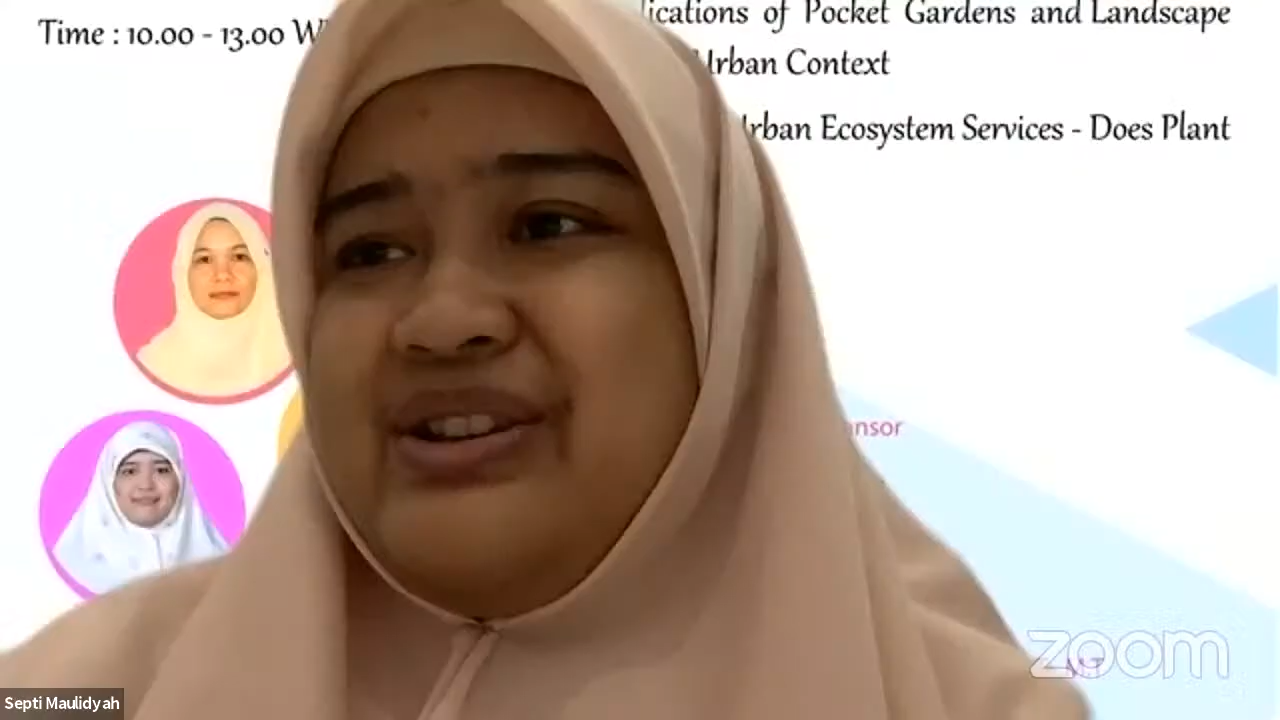 Time : 10.00 - 13.00 W
lications of Pocket Gardens and Landscape
Urban Context
Urban Ecosystem Services - Does Plant
ansor
M.T
zoom
Septi Maulidyah